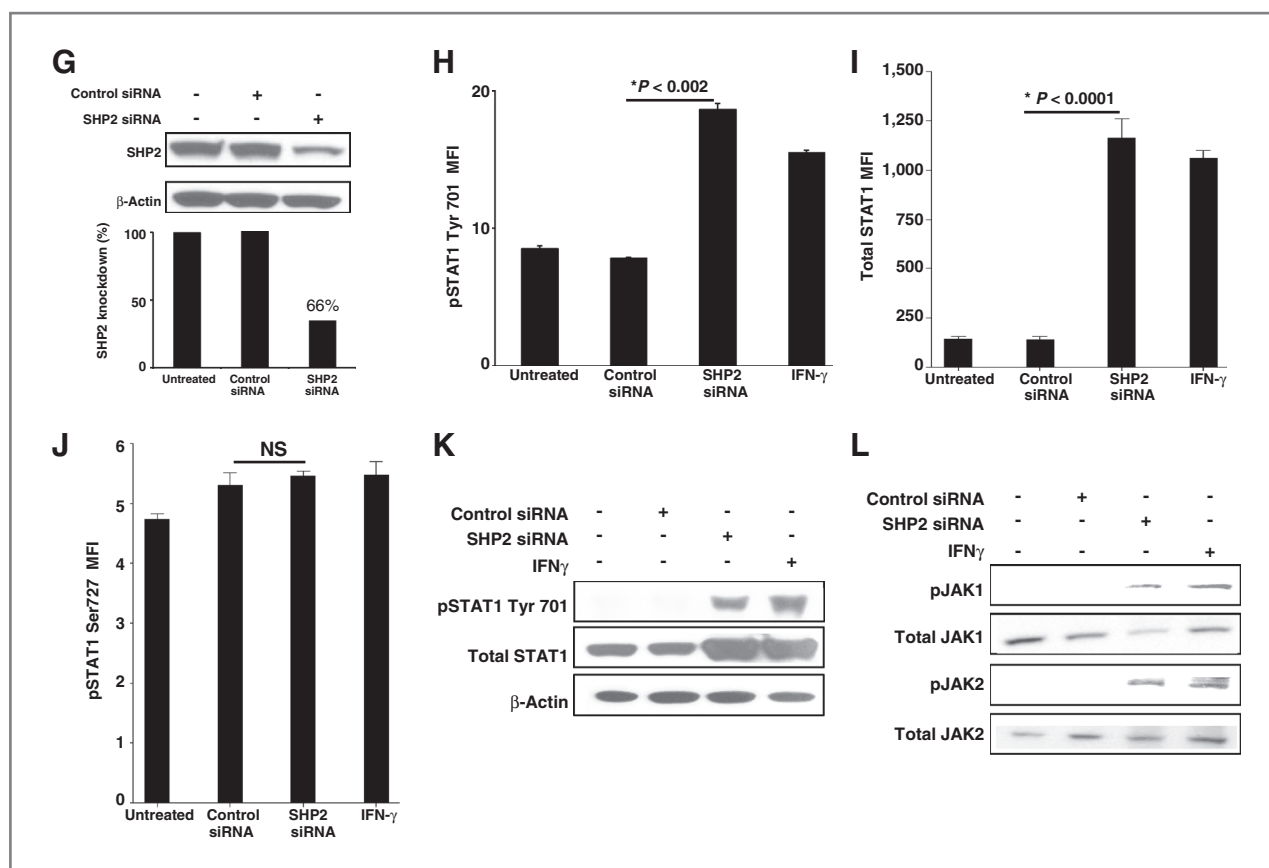 G
Control siRNA - + -
SHP2 siRNA - - +
SHP2
β-Actin
SHP2 knockdown (%)
100
50
0
66%
Untreated
Control siRNA
SHP2 siRNA
H
*P < 0.002
pSTAT1 Tyr 701 MFI
20
10
0
Untreated
Control siRNA
SHP2 siRNA
IFN-γ
I
* P < 0.0001
Total STAT1 MFI
1,500
1,250
1,000
750
500
250
0
Untreated
Control siRNA
SHP2 siRNA
IFN-γ
J
NS
pSTAT1 Ser727 MFI
6
5
4
3
2
1
0
Untreated
Control siRNA
SHP2 siRNA
IFN-γ
K
Control siRNA - + - -
SHP2 siRNA - - + -
IFNγ - - - +
pSTAT1 Tyr 701
Total STAT1
β-Actin
L
Control siRNA - + - -
SHP2 siRNA - - + -
IFNγ - - - +
pJAK1
Total JAK1
pJAK2
Total JAK2